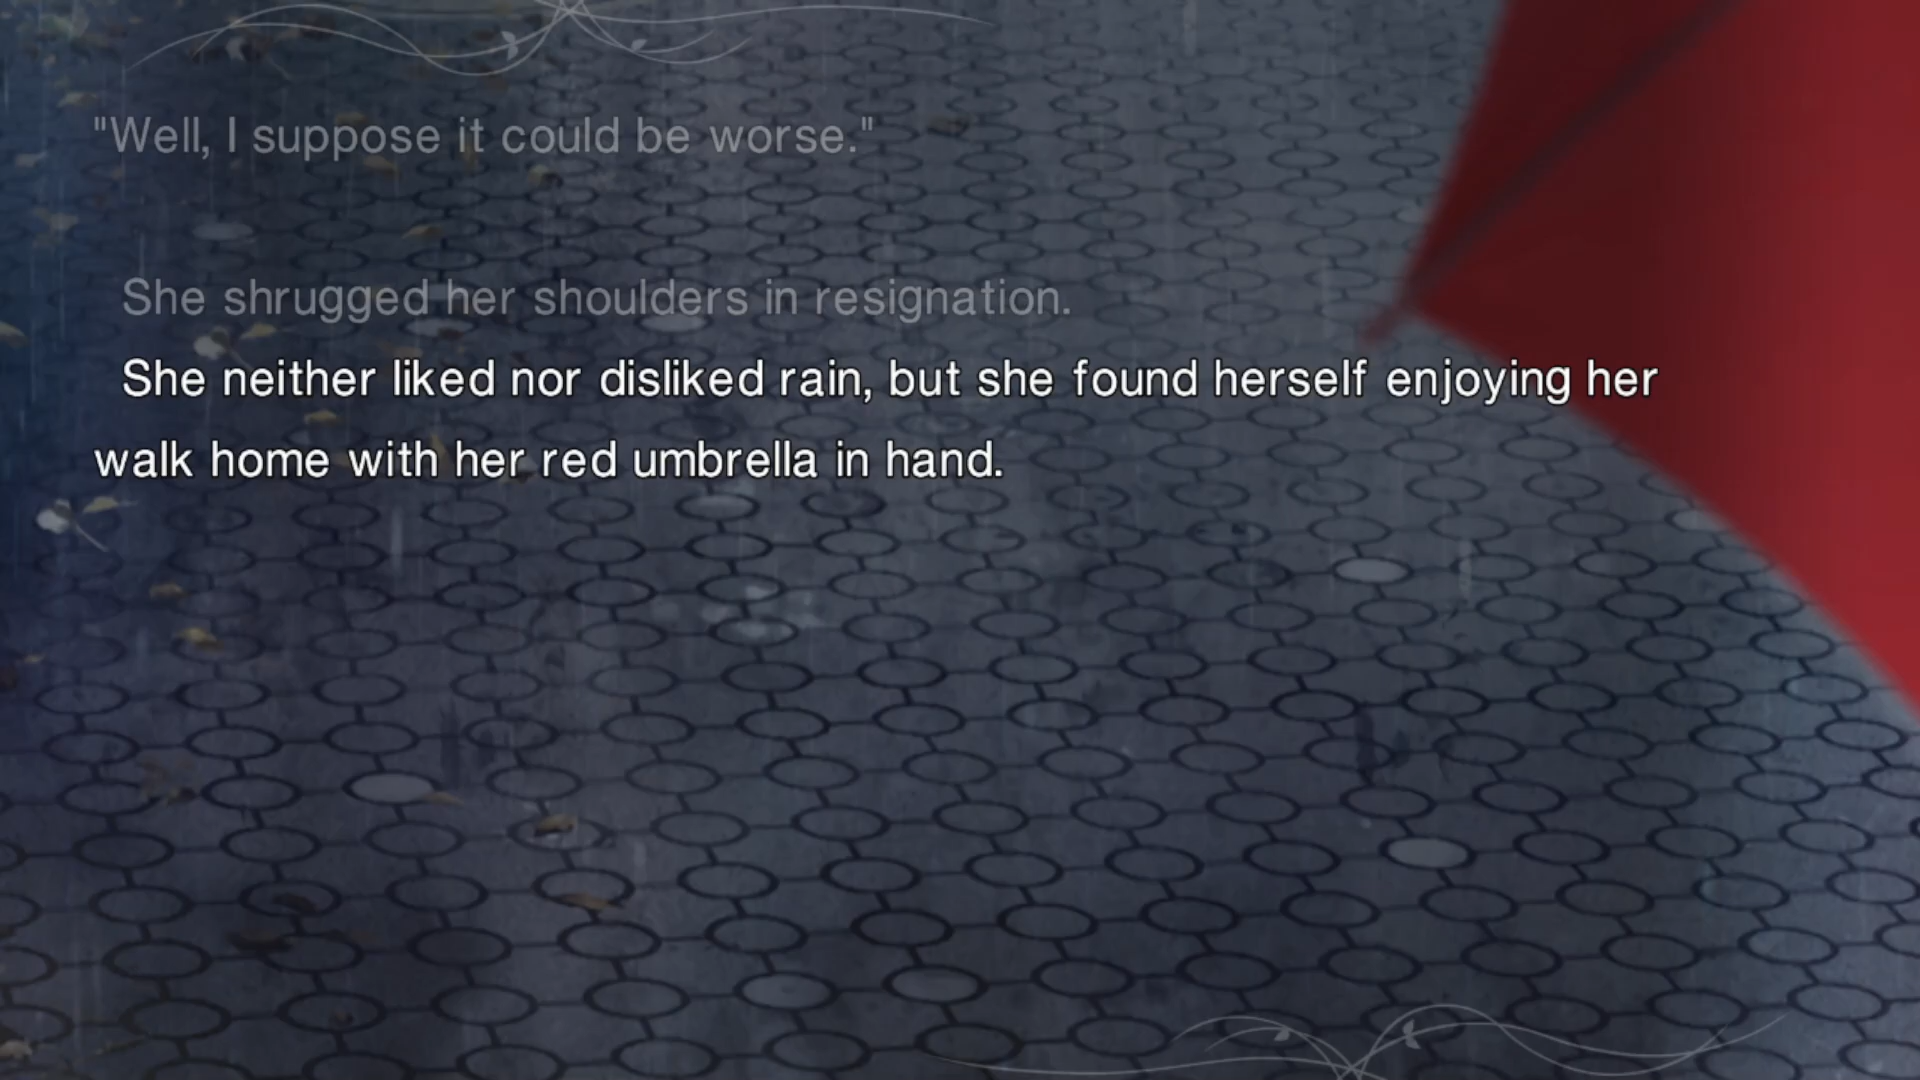 "Well, I suppose it could be worse."
She shrugged her shoulders in resignation.
She neither liked nor disliked rain, but she found herself enjoying her
walk home with her red umbrella in hand.